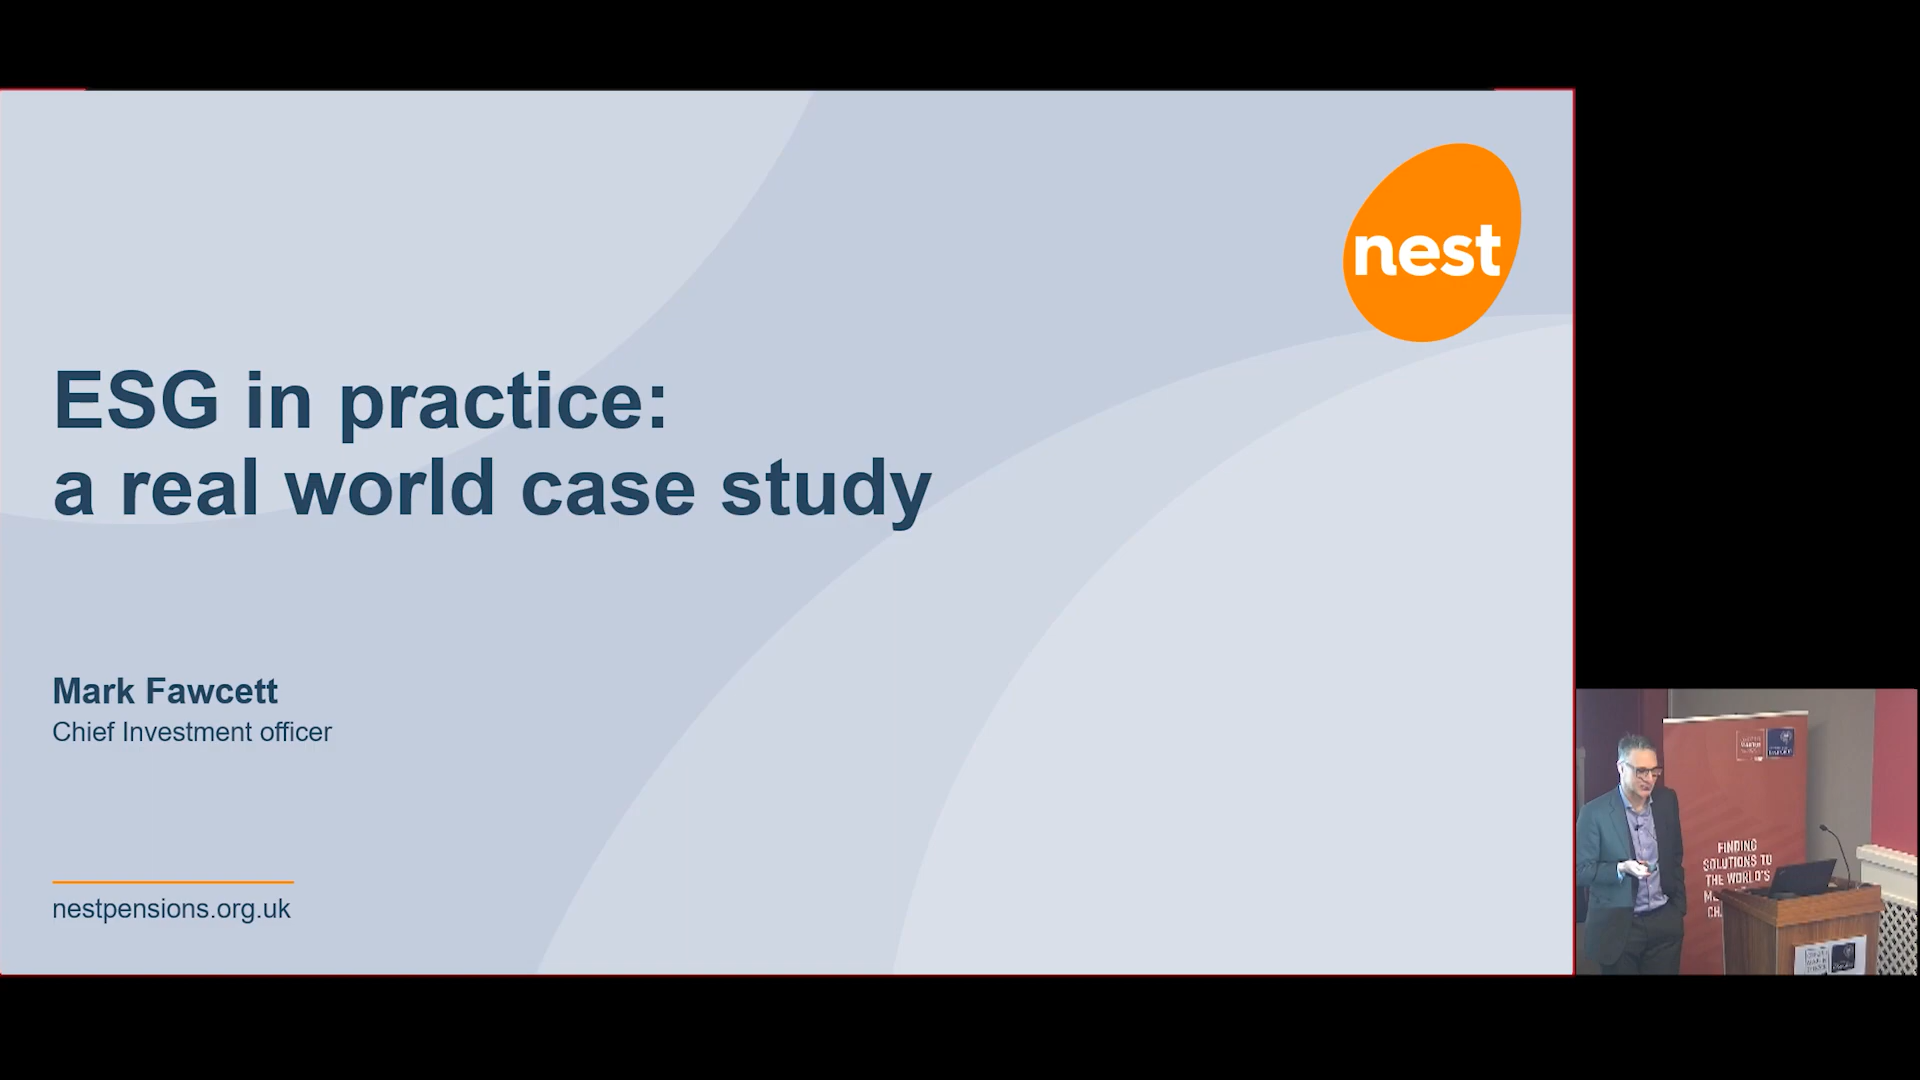 nest
ESG in practice:
a real world case study
Mark Fawcett
Chief Investment officer
nestpensions.org.uk
FINDING
SOLUTIONS TO
THE WORLD'S